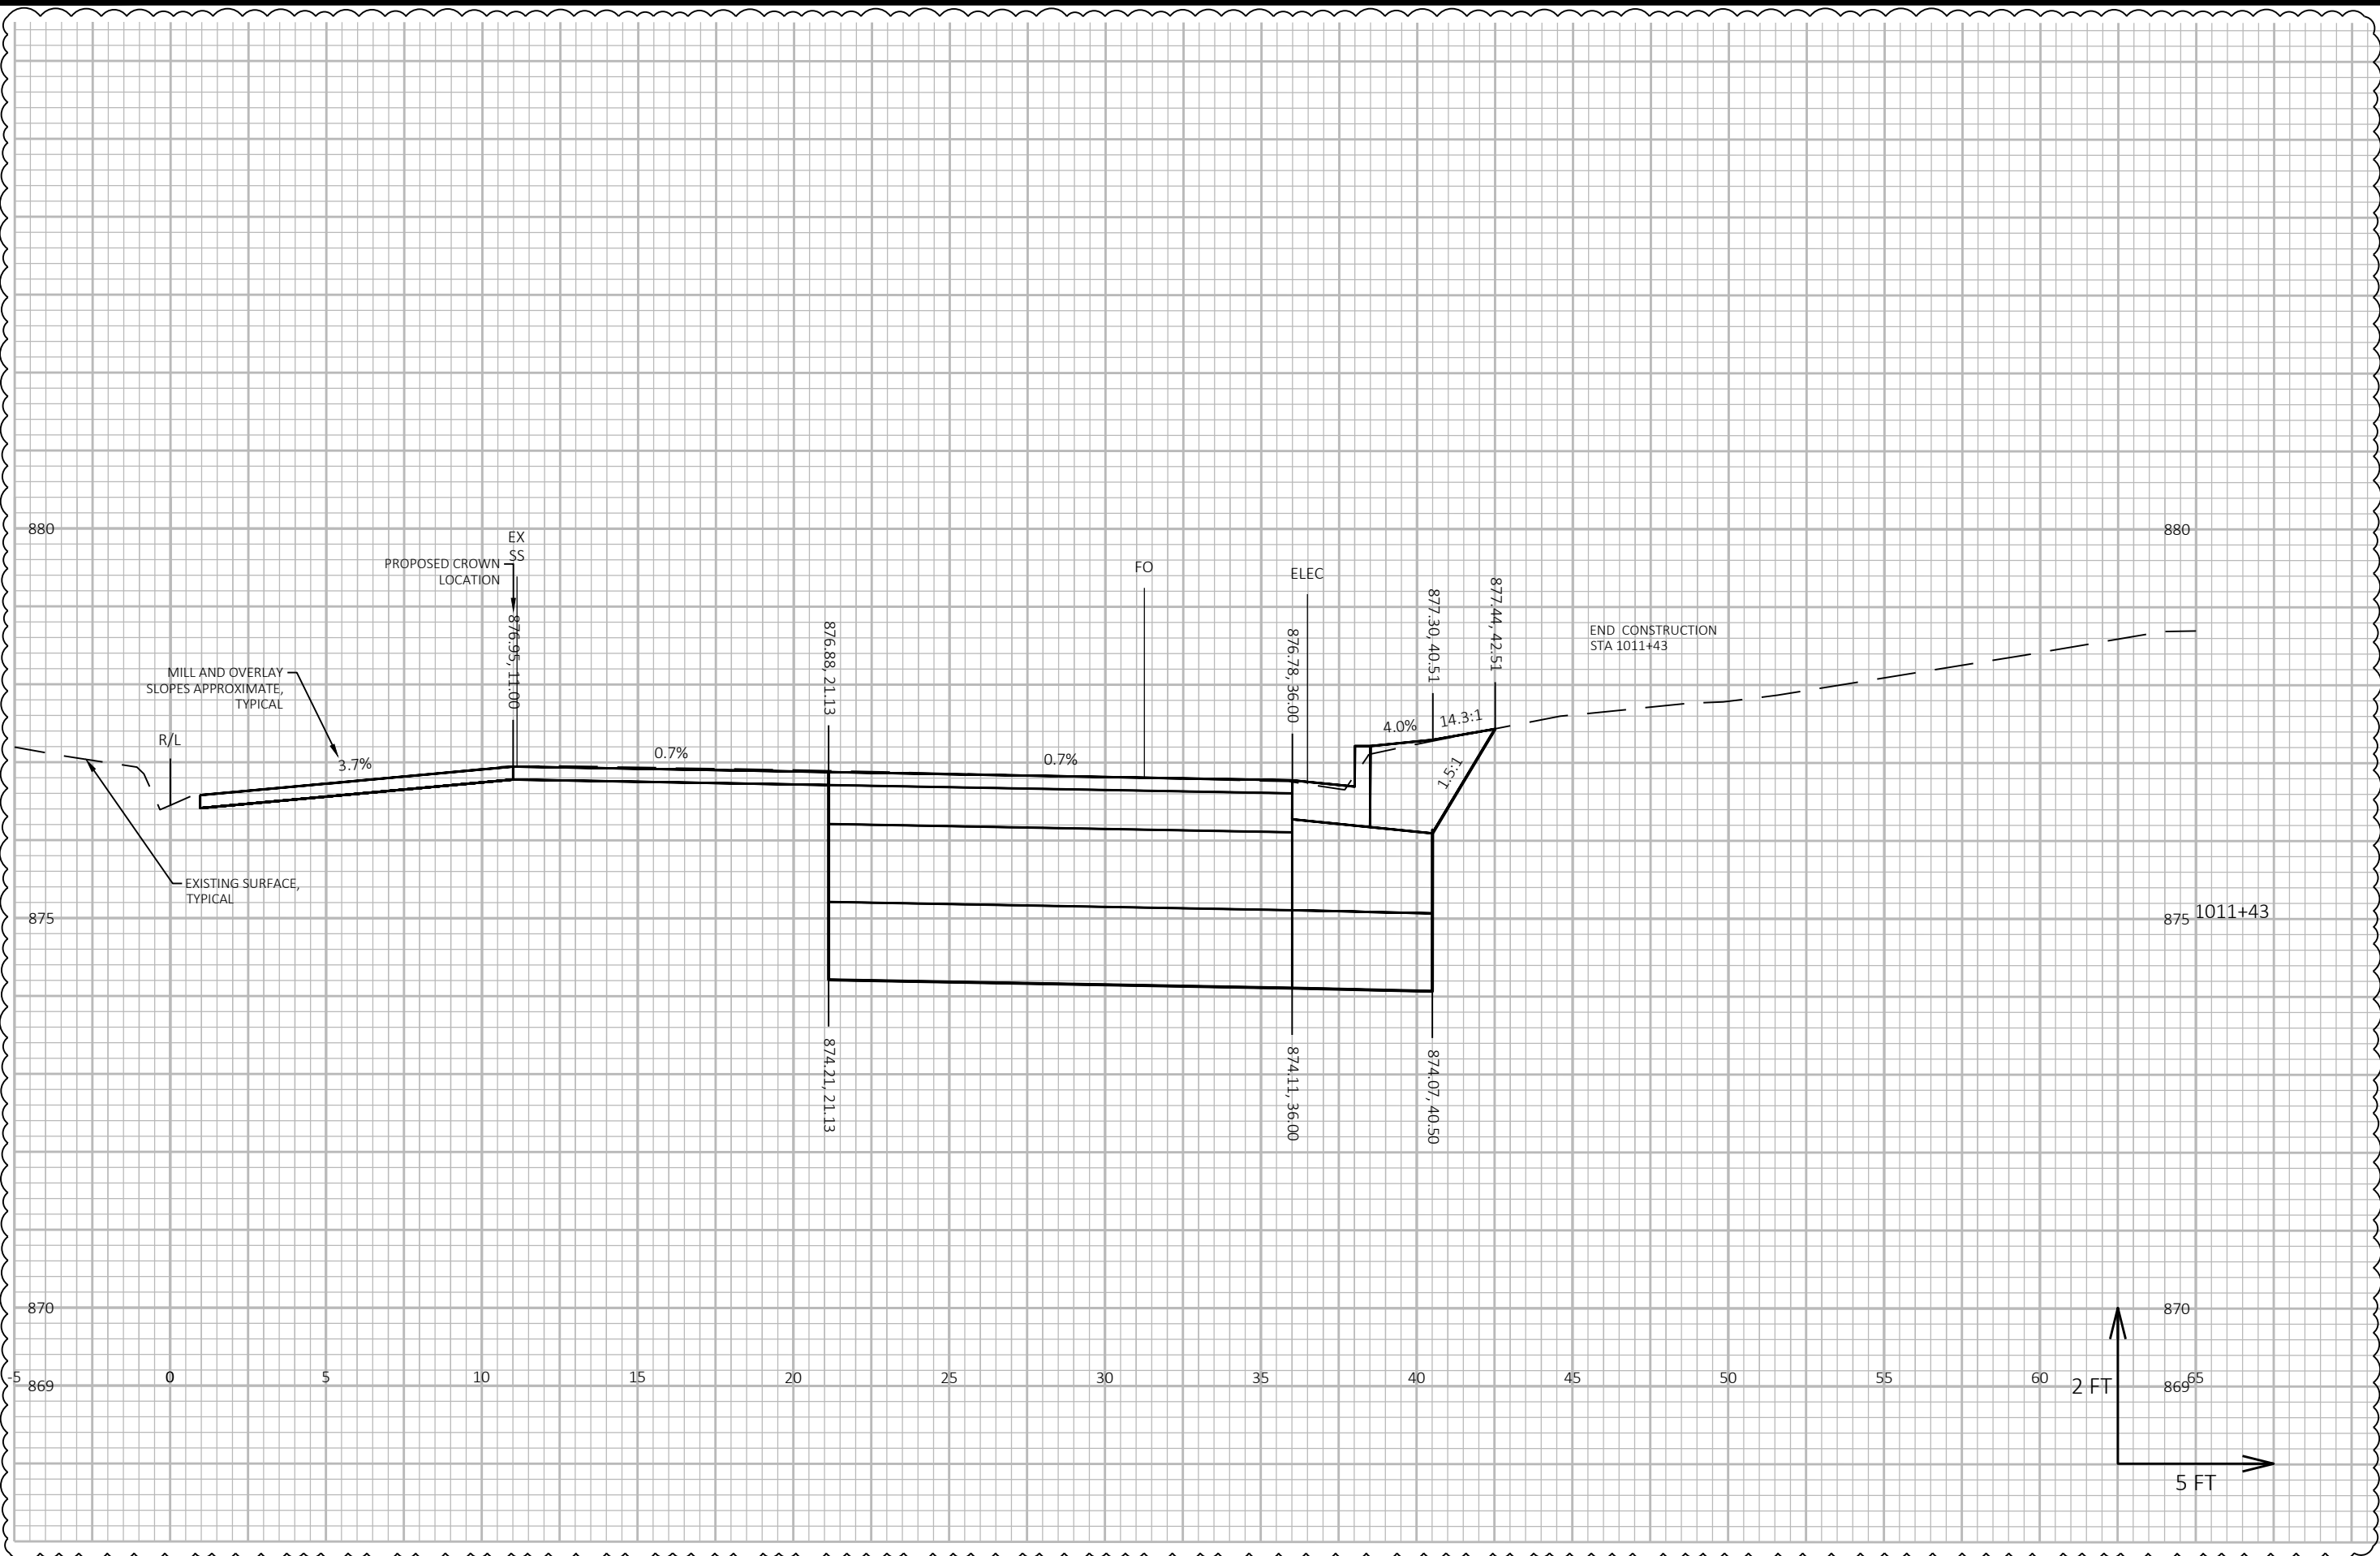 880
880
EX
SS
PROPOSED CROWN
LOCATION
FO
ELEC
876.95, 11.00
876.88, 21.13
876.78, 36.00
877.30, 40.51
877.44, 42.51
END CONSTRUCTION
STA 1011+43
MILL AND OVERLAY
SLOPES APPROXIMATE,
TYPICAL
R/L
3.7%
0.7%
0.7%
4.0%
14.3:1
1.5:1
EXISTING SURFACE,
TYPICAL
875
875
1011+43
874.21, 21.13
874.11, 36.00
874.07, 40.50
870
870
-5
0
5
10
15
20
25
30
35
40
45
50
55
60
65
869
869
2 FT
5 FT